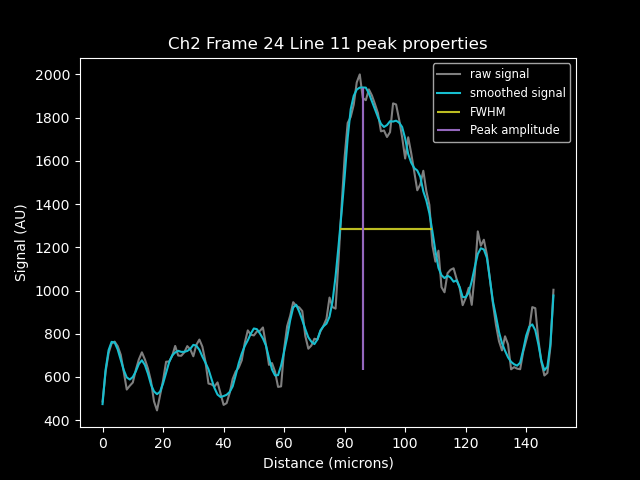 Ch2 Frame 24 Line 11 peak properties
raw signal
smoothed signal
FWHM
Peak amplitude
Signal (AU)
2000
1800
1600
1400
1200
1000
800
600
400
0 20 40 60 80 100 120 140
Distance (microns)